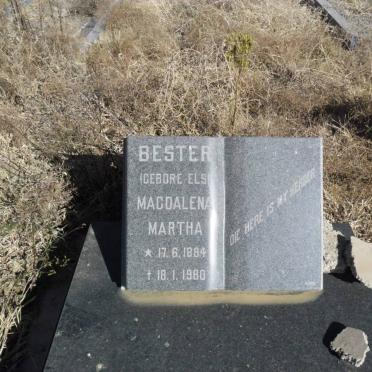 BESTER
(GEBORE ELS)
MAGDALENA
MARTHA
★ 17.6.1894
† 18.1.1980
DIE HERE IS MY HERDER